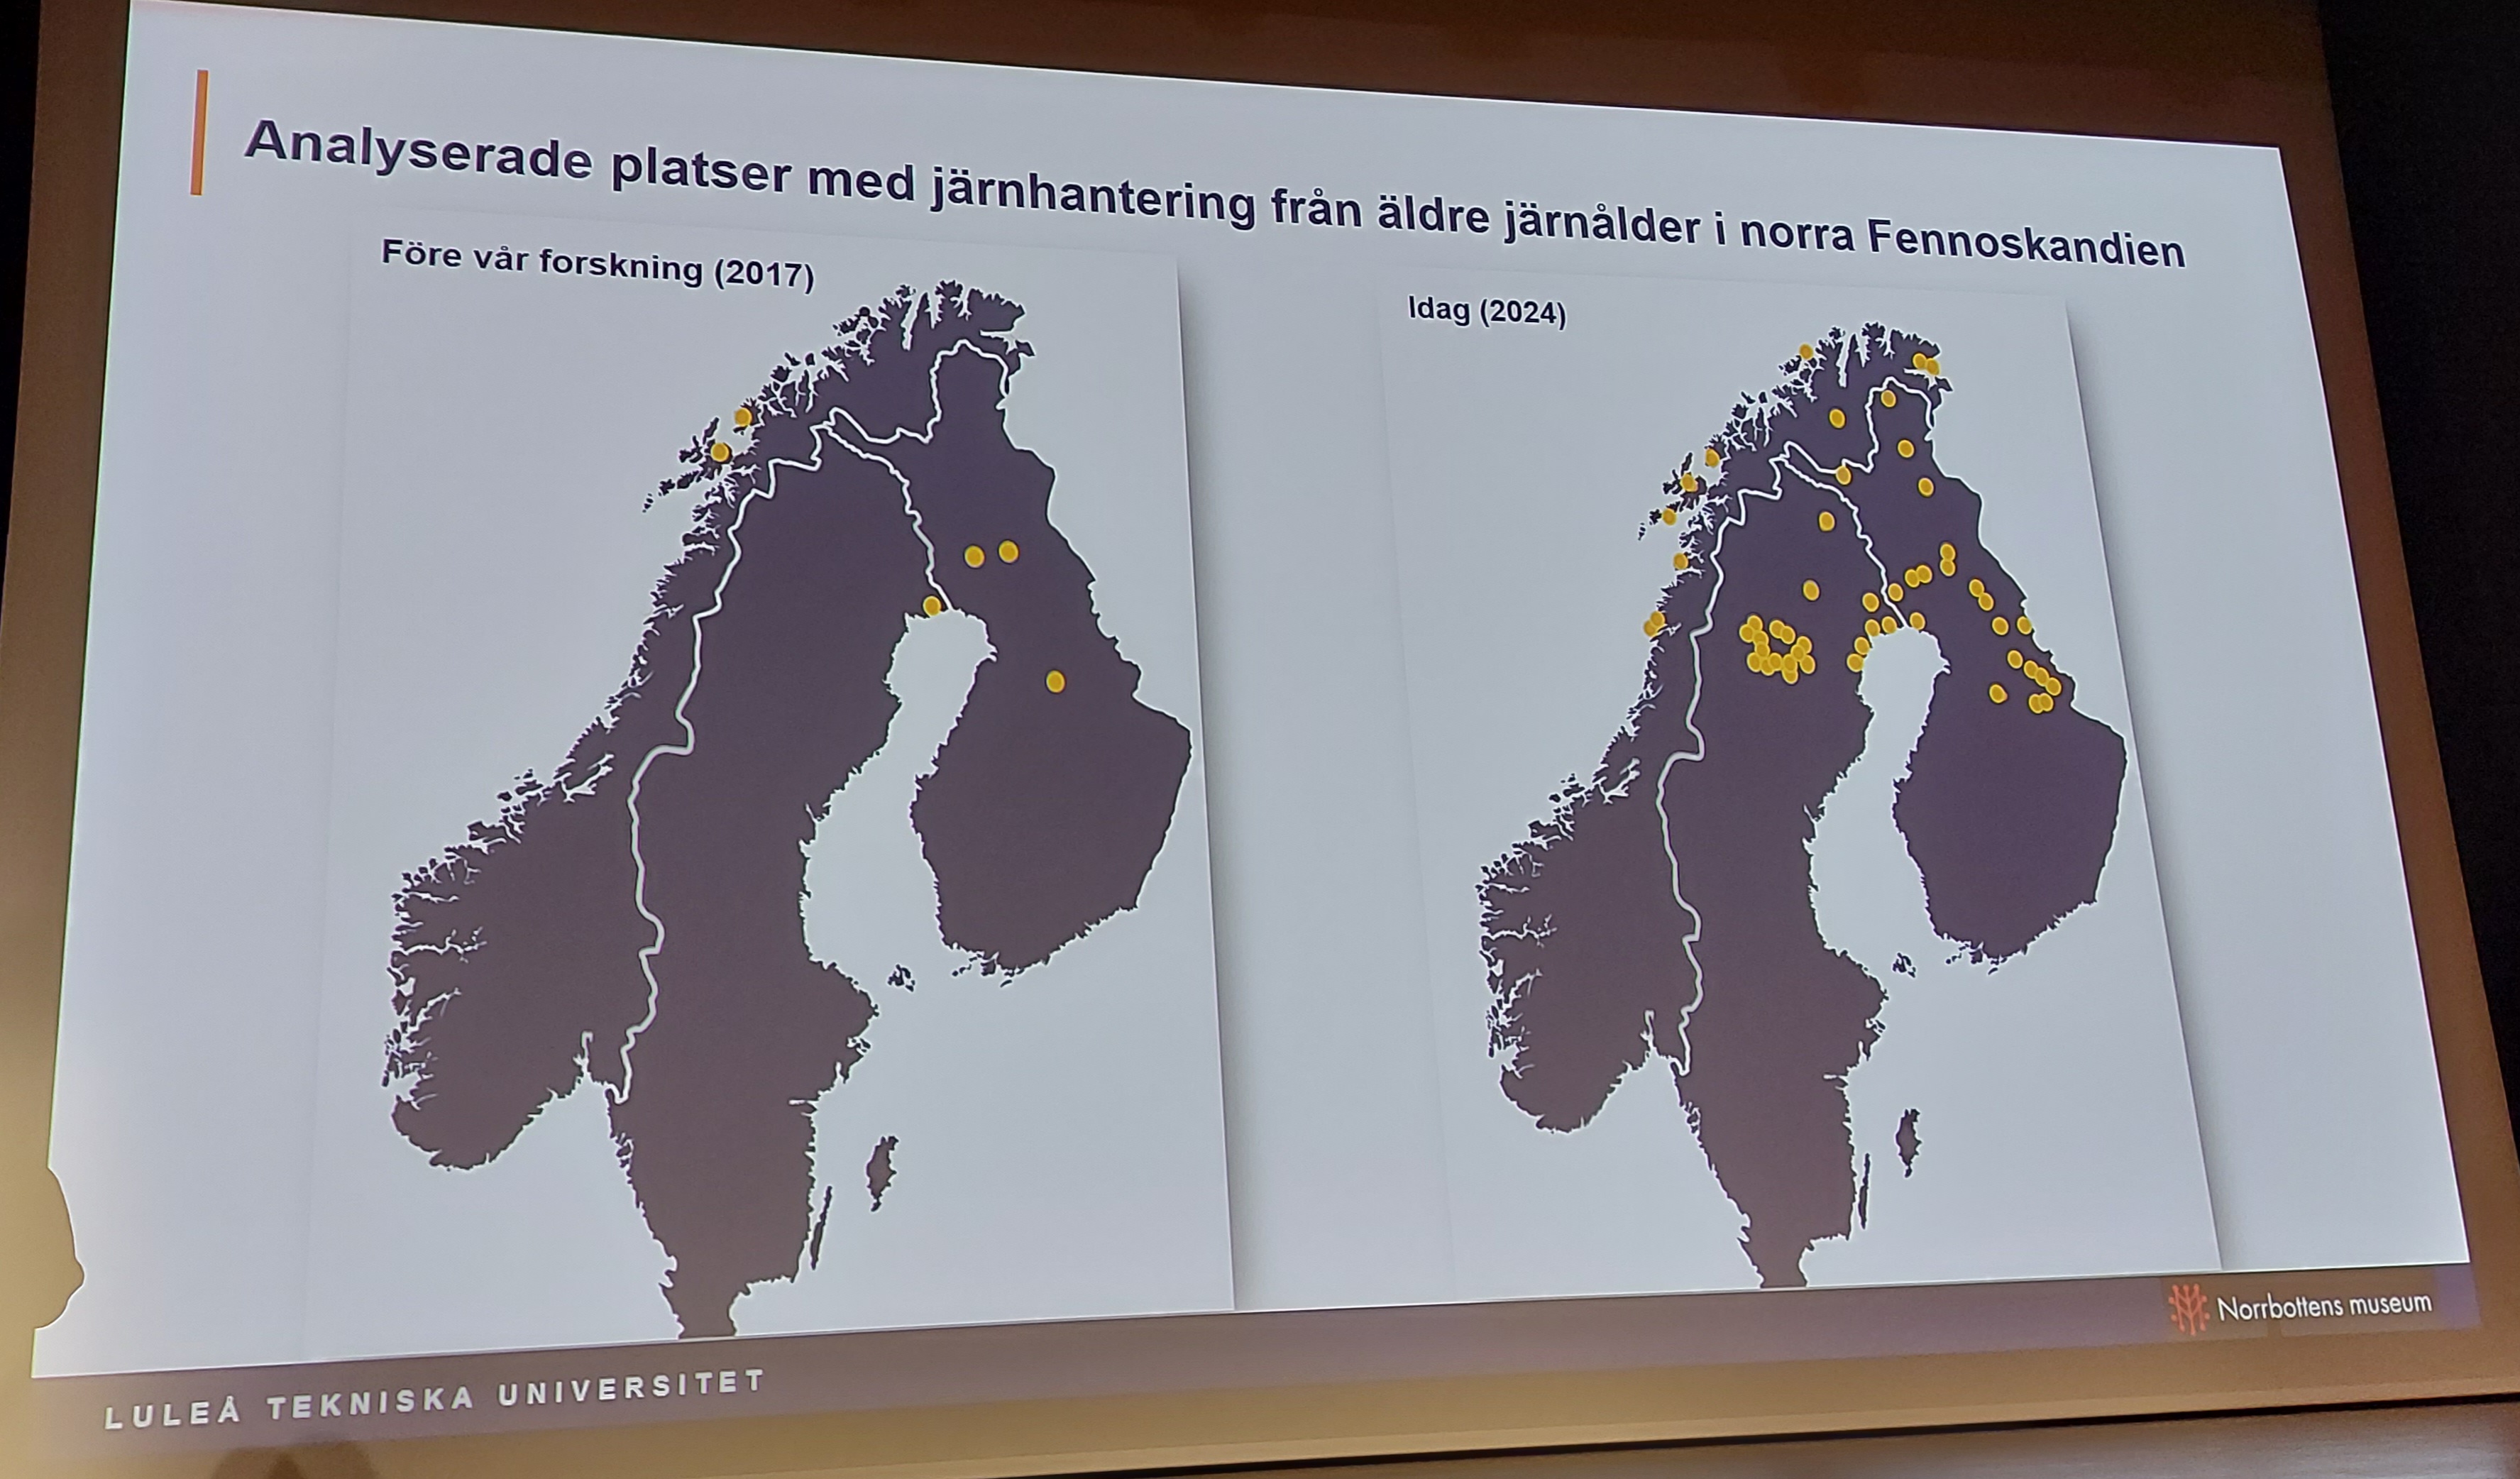 Analyserade platser med järnhantering från äldre järnålder i norra Fennoskandien
Före vår forskning (2017)
Idag (2024)
Norrbottens museum
LULEÅ TEKNISKA UNIVERSITET